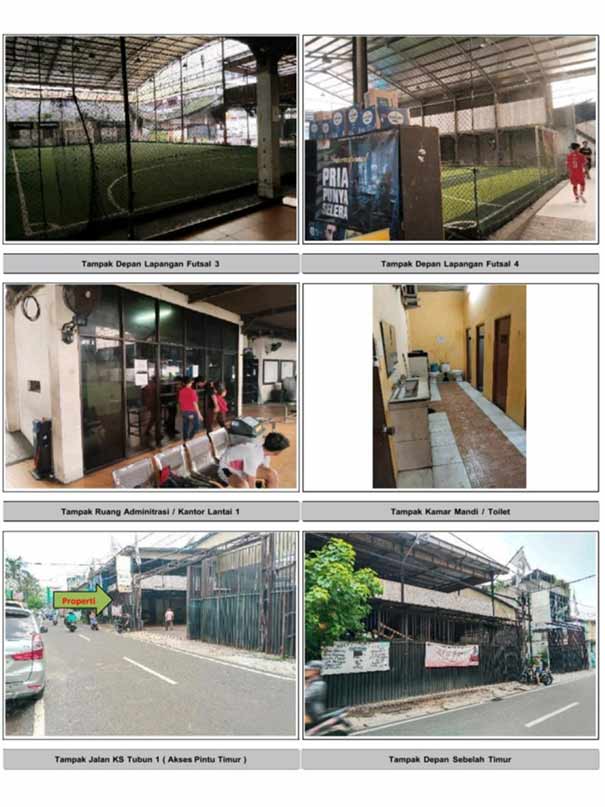 PRIA
PUNYA
SELERA
Tampak Depan Lapangan Futsal 3
Tampak Depan Lapangan Futsal 4
Tampak Ruang Adminitrasi / Kantor Lantai 1
Tampak Kamar Mandi / Toilet
Properti
Tampak Jalan KS Tubun 1 ( Akses Pintu Timur )
Tampak Depan Sebelah Timur